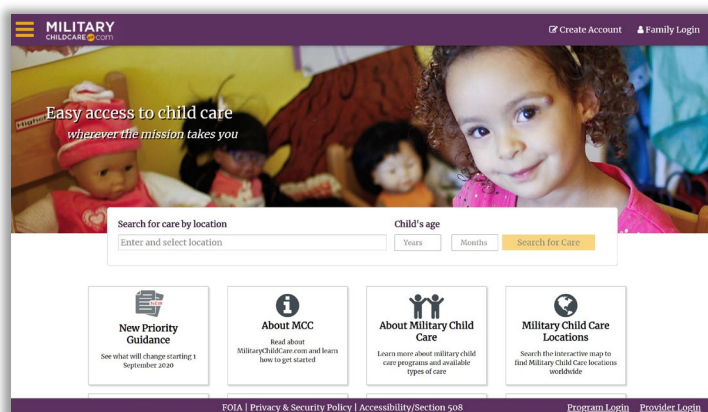 MILITARY
CHILDCARE.com
Create Account
Family Login
Higher
Easy access to child care
wherever the mission takes you
Search for care by location
Child's age
Enter and select location
Years
Months
Search for Care
NEW
New Priority
Guidance
See what will change starting 1
September 2020
About MCC
Read about
MilitaryChildCare.com and learn
how to get started
About Military Child
Care
Learn more about military child
care programs and available
types of care
Military Child Care
Locations
Search the interactive map to
find Military Child Care locations
worldwide
FOIA | Privacy & Security Policy | Accessibility/Section 508
Program Login
Provider Login